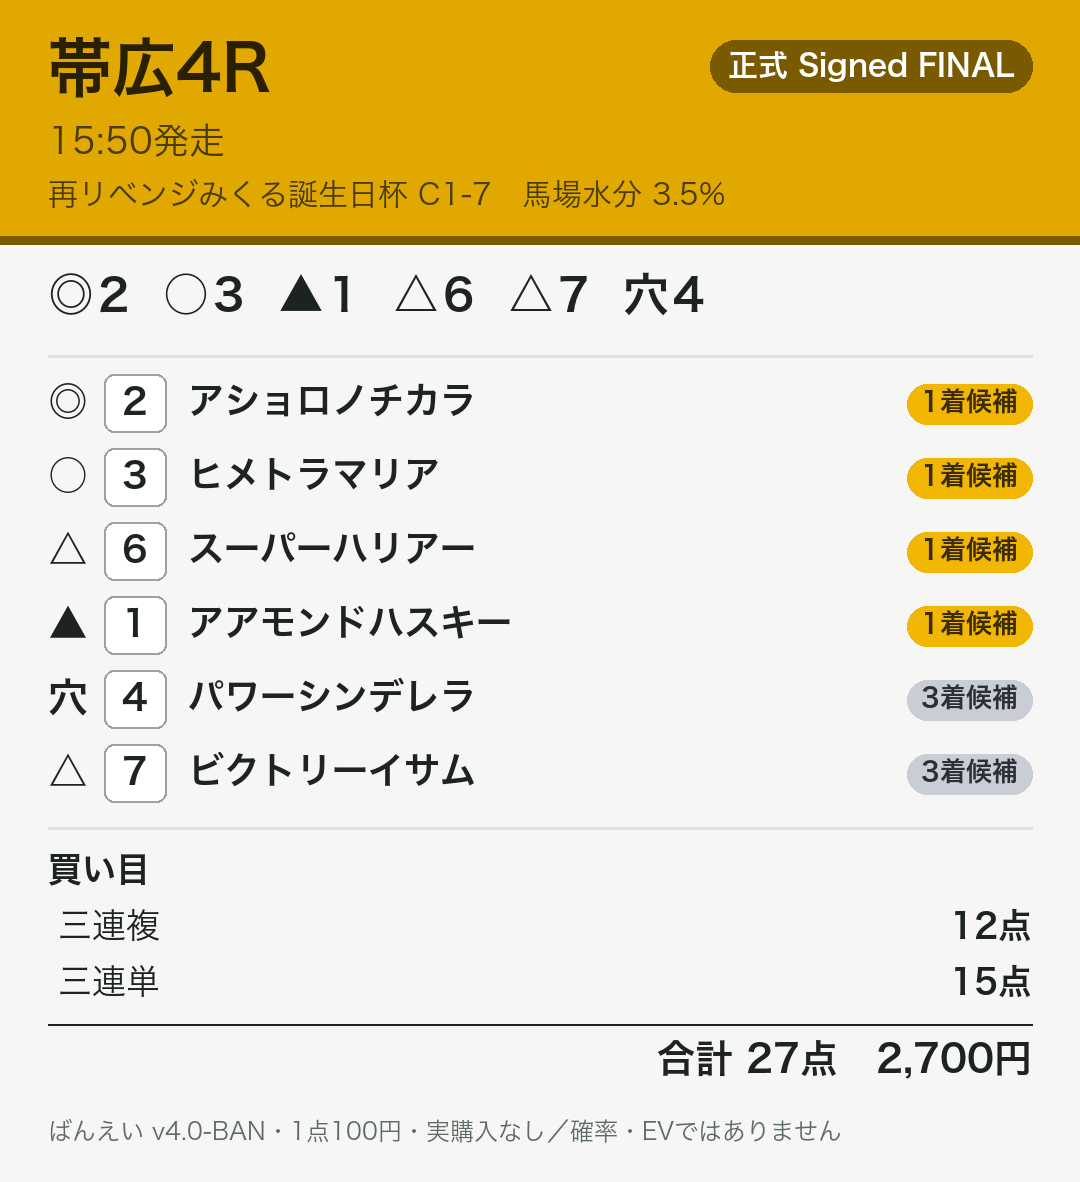 帯広4R
正式 Signed FINAL
15:50発走
再リベンジみくる誕生日杯 C1-7　馬場水分 3.5%
◎2 ○3 ▲1 △6 △7 穴4
◎ 2 アショロノチカラ 1着候補
○ 3 ヒメトラマリア 1着候補
△ 6 スーパーハリアー 1着候補
▲ 1 アアモンドハスキー 1着候補
穴 4 パワーシンデレラ 3着候補
△ 7 ビクトリーイサム 3着候補
買い目
三連複 12点
三連単 15点
合計 27点　2,700円
ばんえい v4.0-BAN・1点100円・実購入なし／確率・EVではありません